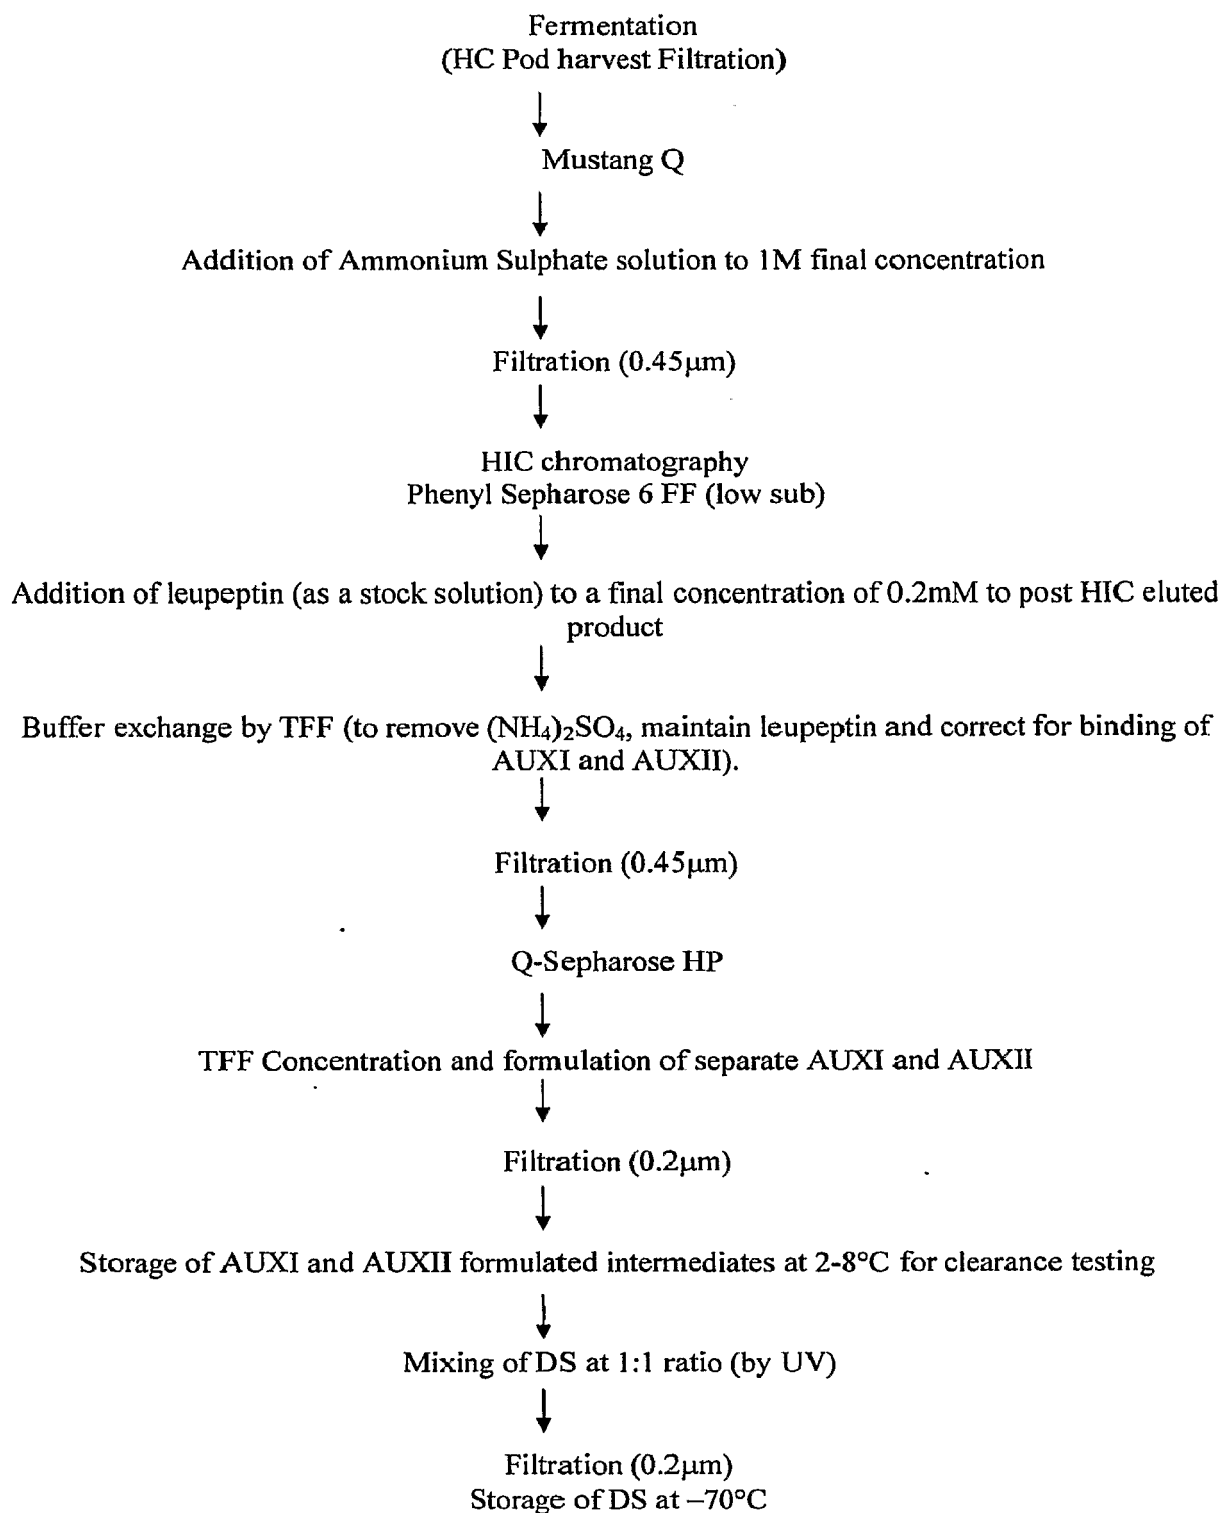 Fermentation
(HC Pod harvest Filtration)
Mustang Q
Addition of Ammonium Sulphate solution to 1M final concentration
Filtration (0.45µm)
HIC chromatography
Phenyl Sepharose 6 FF (low sub)
Addition of leupeptin (as a stock solution) to a final concentration of 0.2mM to post HIC eluted
product
Buffer exchange by TFF (to remove (NH₄)₂SO₄, maintain leupeptin and correct for binding of
AUXI and AUXII).
Filtration (0.45µm)
Q-Sepharose HP
TFF Concentration and formulation of separate AUXI and AUXII
Filtration (0.2µm)
Storage of AUXI and AUXII formulated intermediates at 2-8°C for clearance testing
Mixing of DS at 1:1 ratio (by UV)
Filtration (0.2µm)
Storage of DS at –70°C